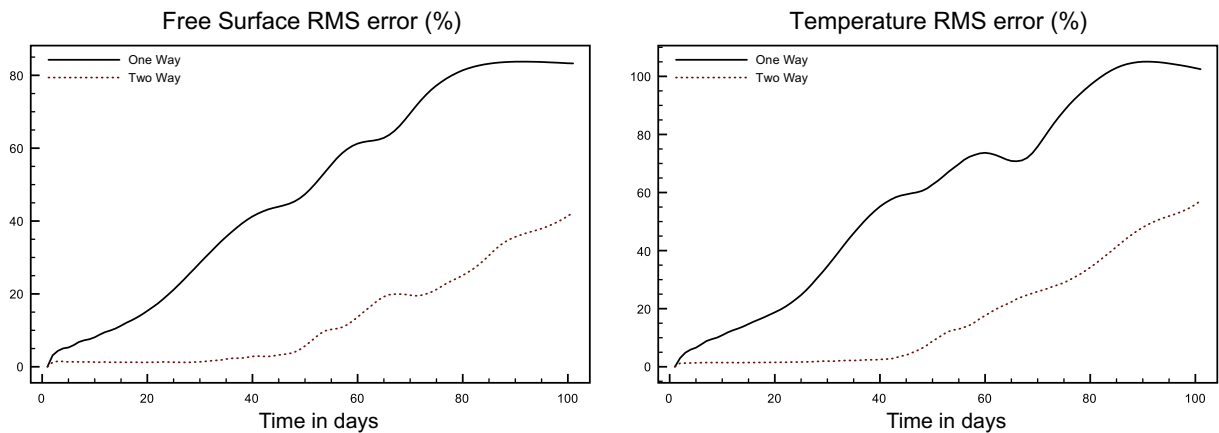 Free Surface RMS error (%)
One Way
Two Way
80
60
40
20
0
0 20 40 60 80 100
Time in days
Temperature RMS error (%)
One Way
Two Way
100
80
60
40
20
0
0 20 40 60 80 100
Time in days